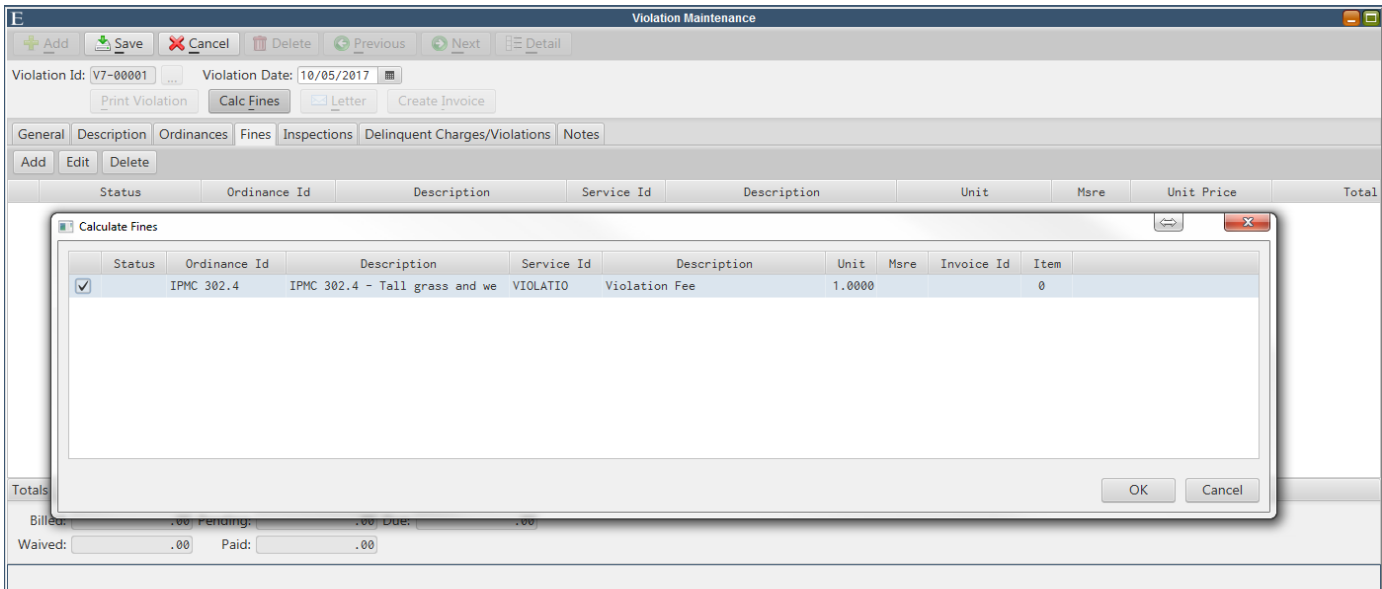 E Violation Maintenance
Add Save Cancel Delete Previous Next Detail
Violation Id: V7-00001 ... Violation Date: 10/05/2017
Print Violation Calc Fines Letter Create Invoice
General Description Ordinances Fines Inspections Delinquent Charges/Violations Notes
Add Edit Delete
Status Ordinance Id Description Service Id Description Unit Msre Unit Price Total
Calculate Fines
Status Ordinance Id Description Service Id Description Unit Msre Invoice Id Item
IPMC 302.4 IPMC 302.4 - Tall grass and we VIOLATIO Violation Fee 1.0000 0
OK Cancel
Totals
Billed: .00 Pending: .00 Due: .00
Waived: .00 Paid: .00